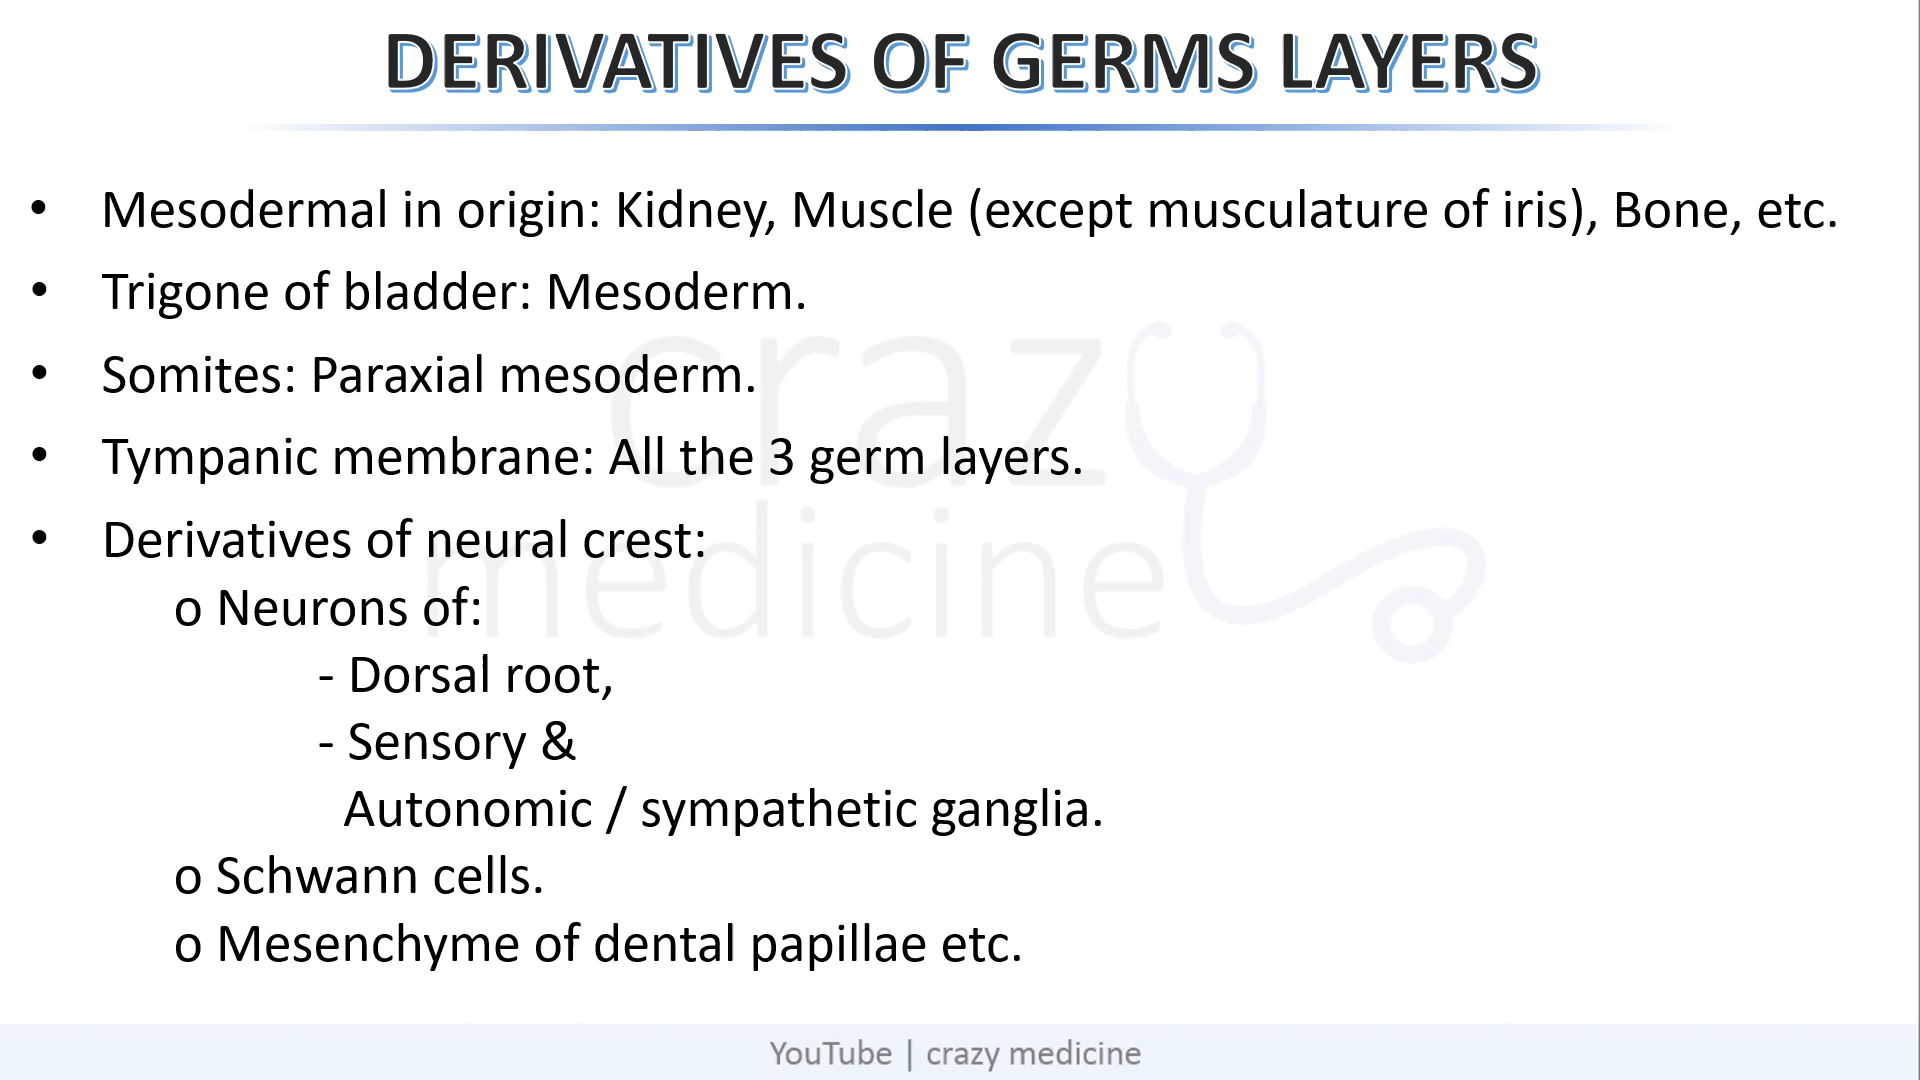 DERIVATIVES OF GERMS LAYERS
• Mesodermal in origin: Kidney, Muscle (except musculature of iris), Bone, etc.
• Trigone of bladder: Mesoderm.
• Somites: Paraxial mesoderm.
• Tympanic membrane: All the 3 germ layers.
• Derivatives of neural crest:
o Neurons of:
- Dorsal root,
- Sensory &
Autonomic / sympathetic ganglia.
o Schwann cells.
o Mesenchyme of dental papillae etc.
crazy
medicine
YouTube | crazy medicine